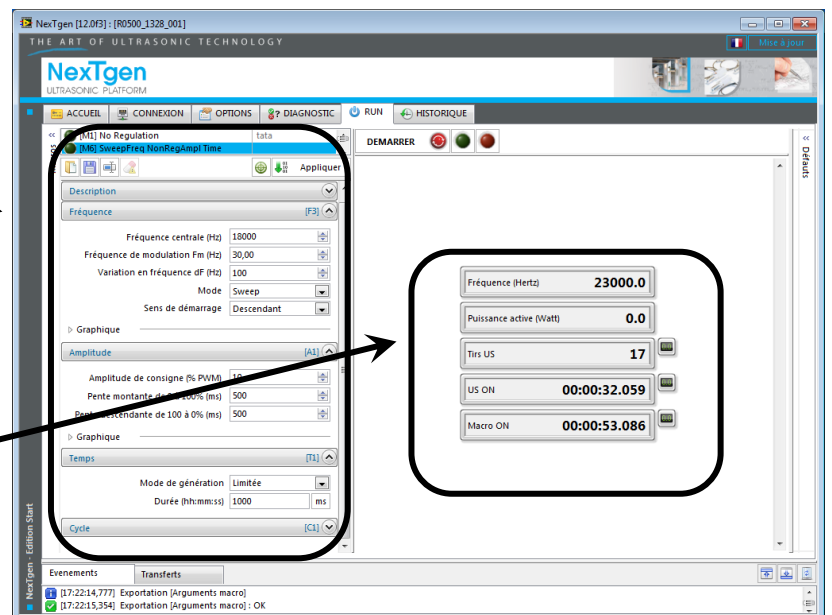 NexTgen [12.0f3] : [R0500_1328_001]
THE ART OF ULTRASONIC TECHNOLOGY
Mise à jour
NexTgen
ULTRASONIC PLATFORM
ACCUEIL CONNEXION OPTIONS DIAGNOSTIC RUN HISTORIQUE
[M1] No Regulation tata
[M6] SweepFreq NonRegAmpl Time
DEMARRER
Défauts
Appliquer
Description
Fréquence [F3]
Fréquence centrale (Hz) 18000
Fréquence de modulation Fm (Hz) 30,00
Variation en fréquence dF (Hz) 100
Mode Sweep
Sens de démarrage Descendant
Graphique
Amplitude [A1]
Amplitude de consigne (% PWM) 10
Pente montante de 0 à 100% (ms) 500
Pente descendante de 100 à 0% (ms) 500
Graphique
Temps [T1]
Mode de génération Limitée
Durée (hh:mm:ss) 1000 ms
Cycle [C1]
Fréquence (Hertz) 23000.0
Puissance active (Watt) 0.0
Tirs US 17
US ON 00:00:32.059
Macro ON 00:00:53.086
NexTgen - Edition Start
Evenements Transferts
[17:22:14,777] Exportation [Arguments macro]
[17:22:15,354] Exportation [Arguments macro] : OK